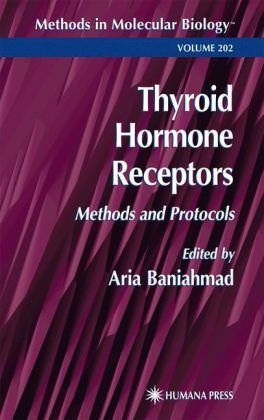 Methods in Molecular Biology™
VOLUME 202
Thyroid
Hormone
Receptors
Methods and Protocols
Edited by
Aria Baniahmad
HUMANA PRESS